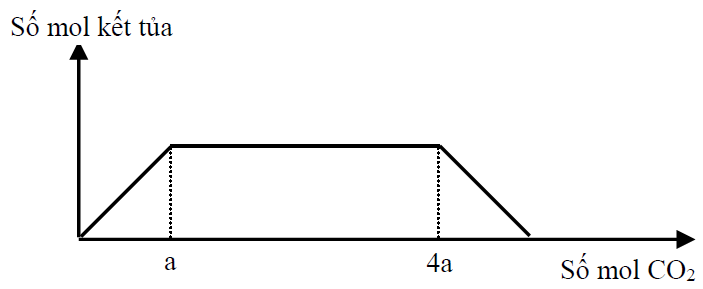 Số mol kết tủa
a
4a
Số mol CO₂